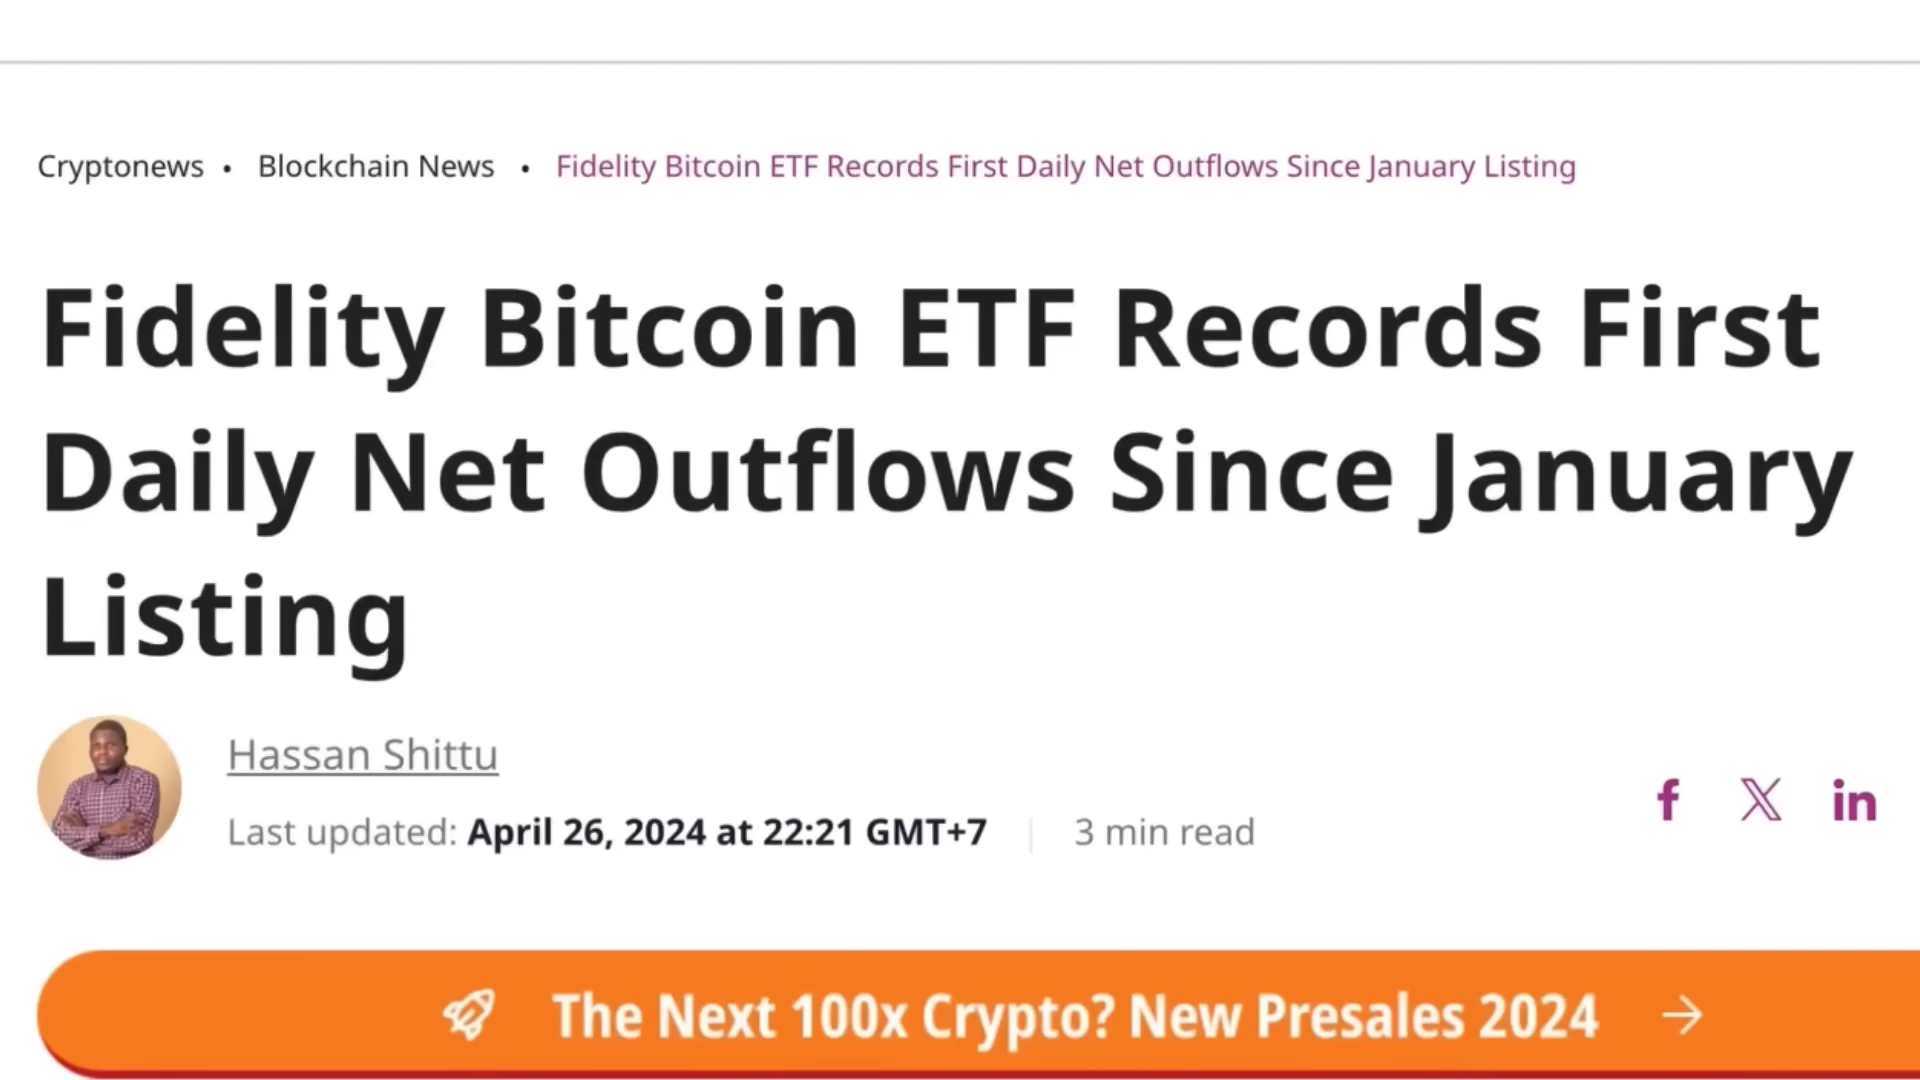 Cryptonews • Blockchain News • Fidelity Bitcoin ETF Records First Daily Net Outflows Since January Listing
Fidelity Bitcoin ETF Records First
Daily Net Outflows Since January
Listing
Hassan Shittu
Last updated: April 26, 2024 at 22:21 GMT+7 | 3 min read
f X in
The Next 100x Crypto? New Presales 2024 →